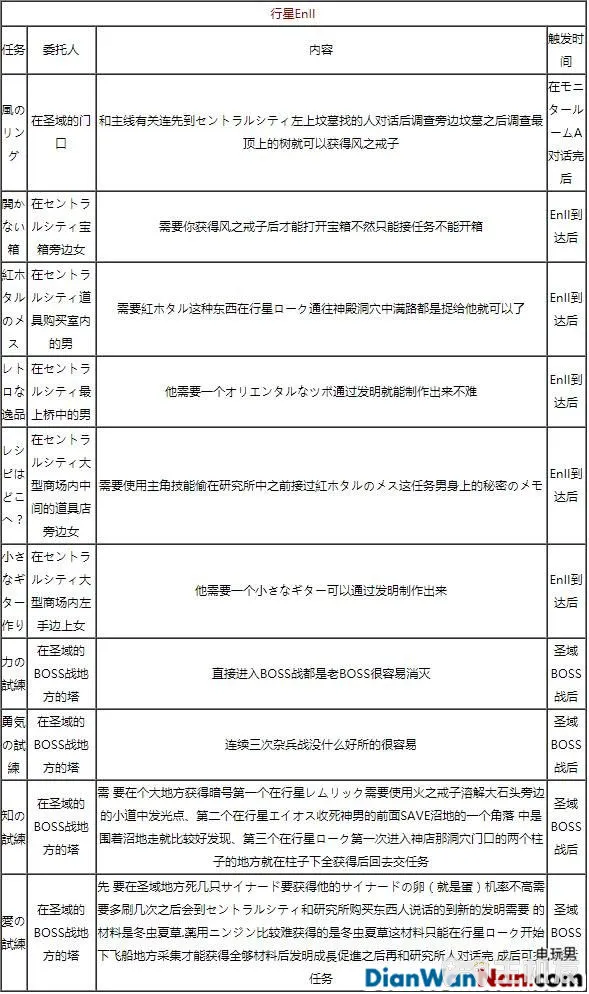 行星EnII
任务
委托人
内容
触发时
间
風の
リン
グ
在圣域的门
口
和主线有关连先到セントラルシティ左上坟墓找的人对话后调查旁边坟墓之后调查最
顶上的树就可以获得风之戒子
在モニ
タール
ームA
对话完
后
開か
ない
箱
在セントラ
ルシティ宝
箱旁边女
需要你获得风之戒子后才能打开宝箱不然只能接任务不能开箱
EnII到
达后
紅ホ
タル
のメ
ス
在セントラ
ルシティ道
具购买室内
的男
需要紅ホタル这种东西在行星ローク通往神殿洞穴中满路都是捉给他就可以了
EnII到
达后
レト
ロな
逸品
在セントラ
ルシティ最
上桥中的男
他需要一个オリエンタルなツボ通过发明就能制作出来不难
EnII到
达后
レシ
ピは
どこ
へ？
在セントラ
ルシティ大
型商场内中
间的道具店
旁边女
需要使用主角技能偷在研究所中之前接过紅ホタルのメス这任务男身上的秘密のメモ
EnII到
达后
小さ
なギ
ター
作り
在セントラ
ルシティ大
型商场内左
手边上女
他需要一个小さなギター可以通过发明制作出来
EnII到
达后
力の
試練
在圣域的
BOSS战地
方的塔
直接进入BOSS战都是老BOSS很容易消灭
圣域
BOSS
战后
勇気
の試
練
在圣域的
BOSS战地
方的塔
连续三次杂兵战没什么好所的很容易
圣域
BOSS
战后
知の
試練
在圣域的
BOSS战地
方的塔
需 要在个大地方获得暗号第一个在行星レムリック需要使用火之戒子溶解大石头旁边
的小道中发光点、第二个在行星エイオス收死神男的前面SAVE沼地的一个角落 中是
围着沼地走就比较好发现、第三个在行星ローク第一次进入神店那洞穴门口的两个柱
子的地方就在柱子下全获得后回去交任务
圣域
BOSS
战后
愛の
試練
在圣域的
BOSS战地
方的塔
先 要在圣域地方死几只サイナード要获得他的サイナードの卵（就是蛋）机率不高需
要多刷几次之后会到セントラルシティ和研究所购买东西人说话的到新的发明需要 的
材料是冬虫夏草,薬用ニンジン比较难获得的是冬虫夏草这材料只能在行星ローク开始
下飞船地方采集才能获得全够材料后发明成長促進之后再和研究所人对话完 成后可交
任务
圣域
BOSS
战后
电玩男
DianWanNan.com